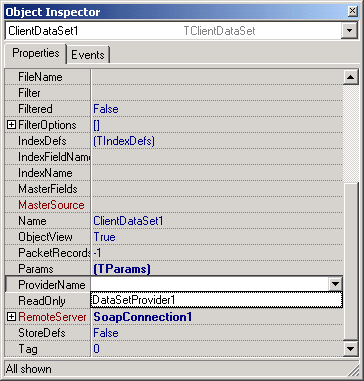 Object Inspector
ClientDataSet1 TClientDataSet
Properties Events
FileName
Filter
Filtered False
FilterOptions []
IndexDefs (TIndexDefs)
IndexFieldName
IndexName
MasterFields
MasterSource
Name ClientDataSet1
ObjectView True
PacketRecords -1
Params (TParams)
ProviderName
ReadOnly DataSetProvider1
RemoteServer SoapConnection1
StoreDefs False
Tag 0
All shown